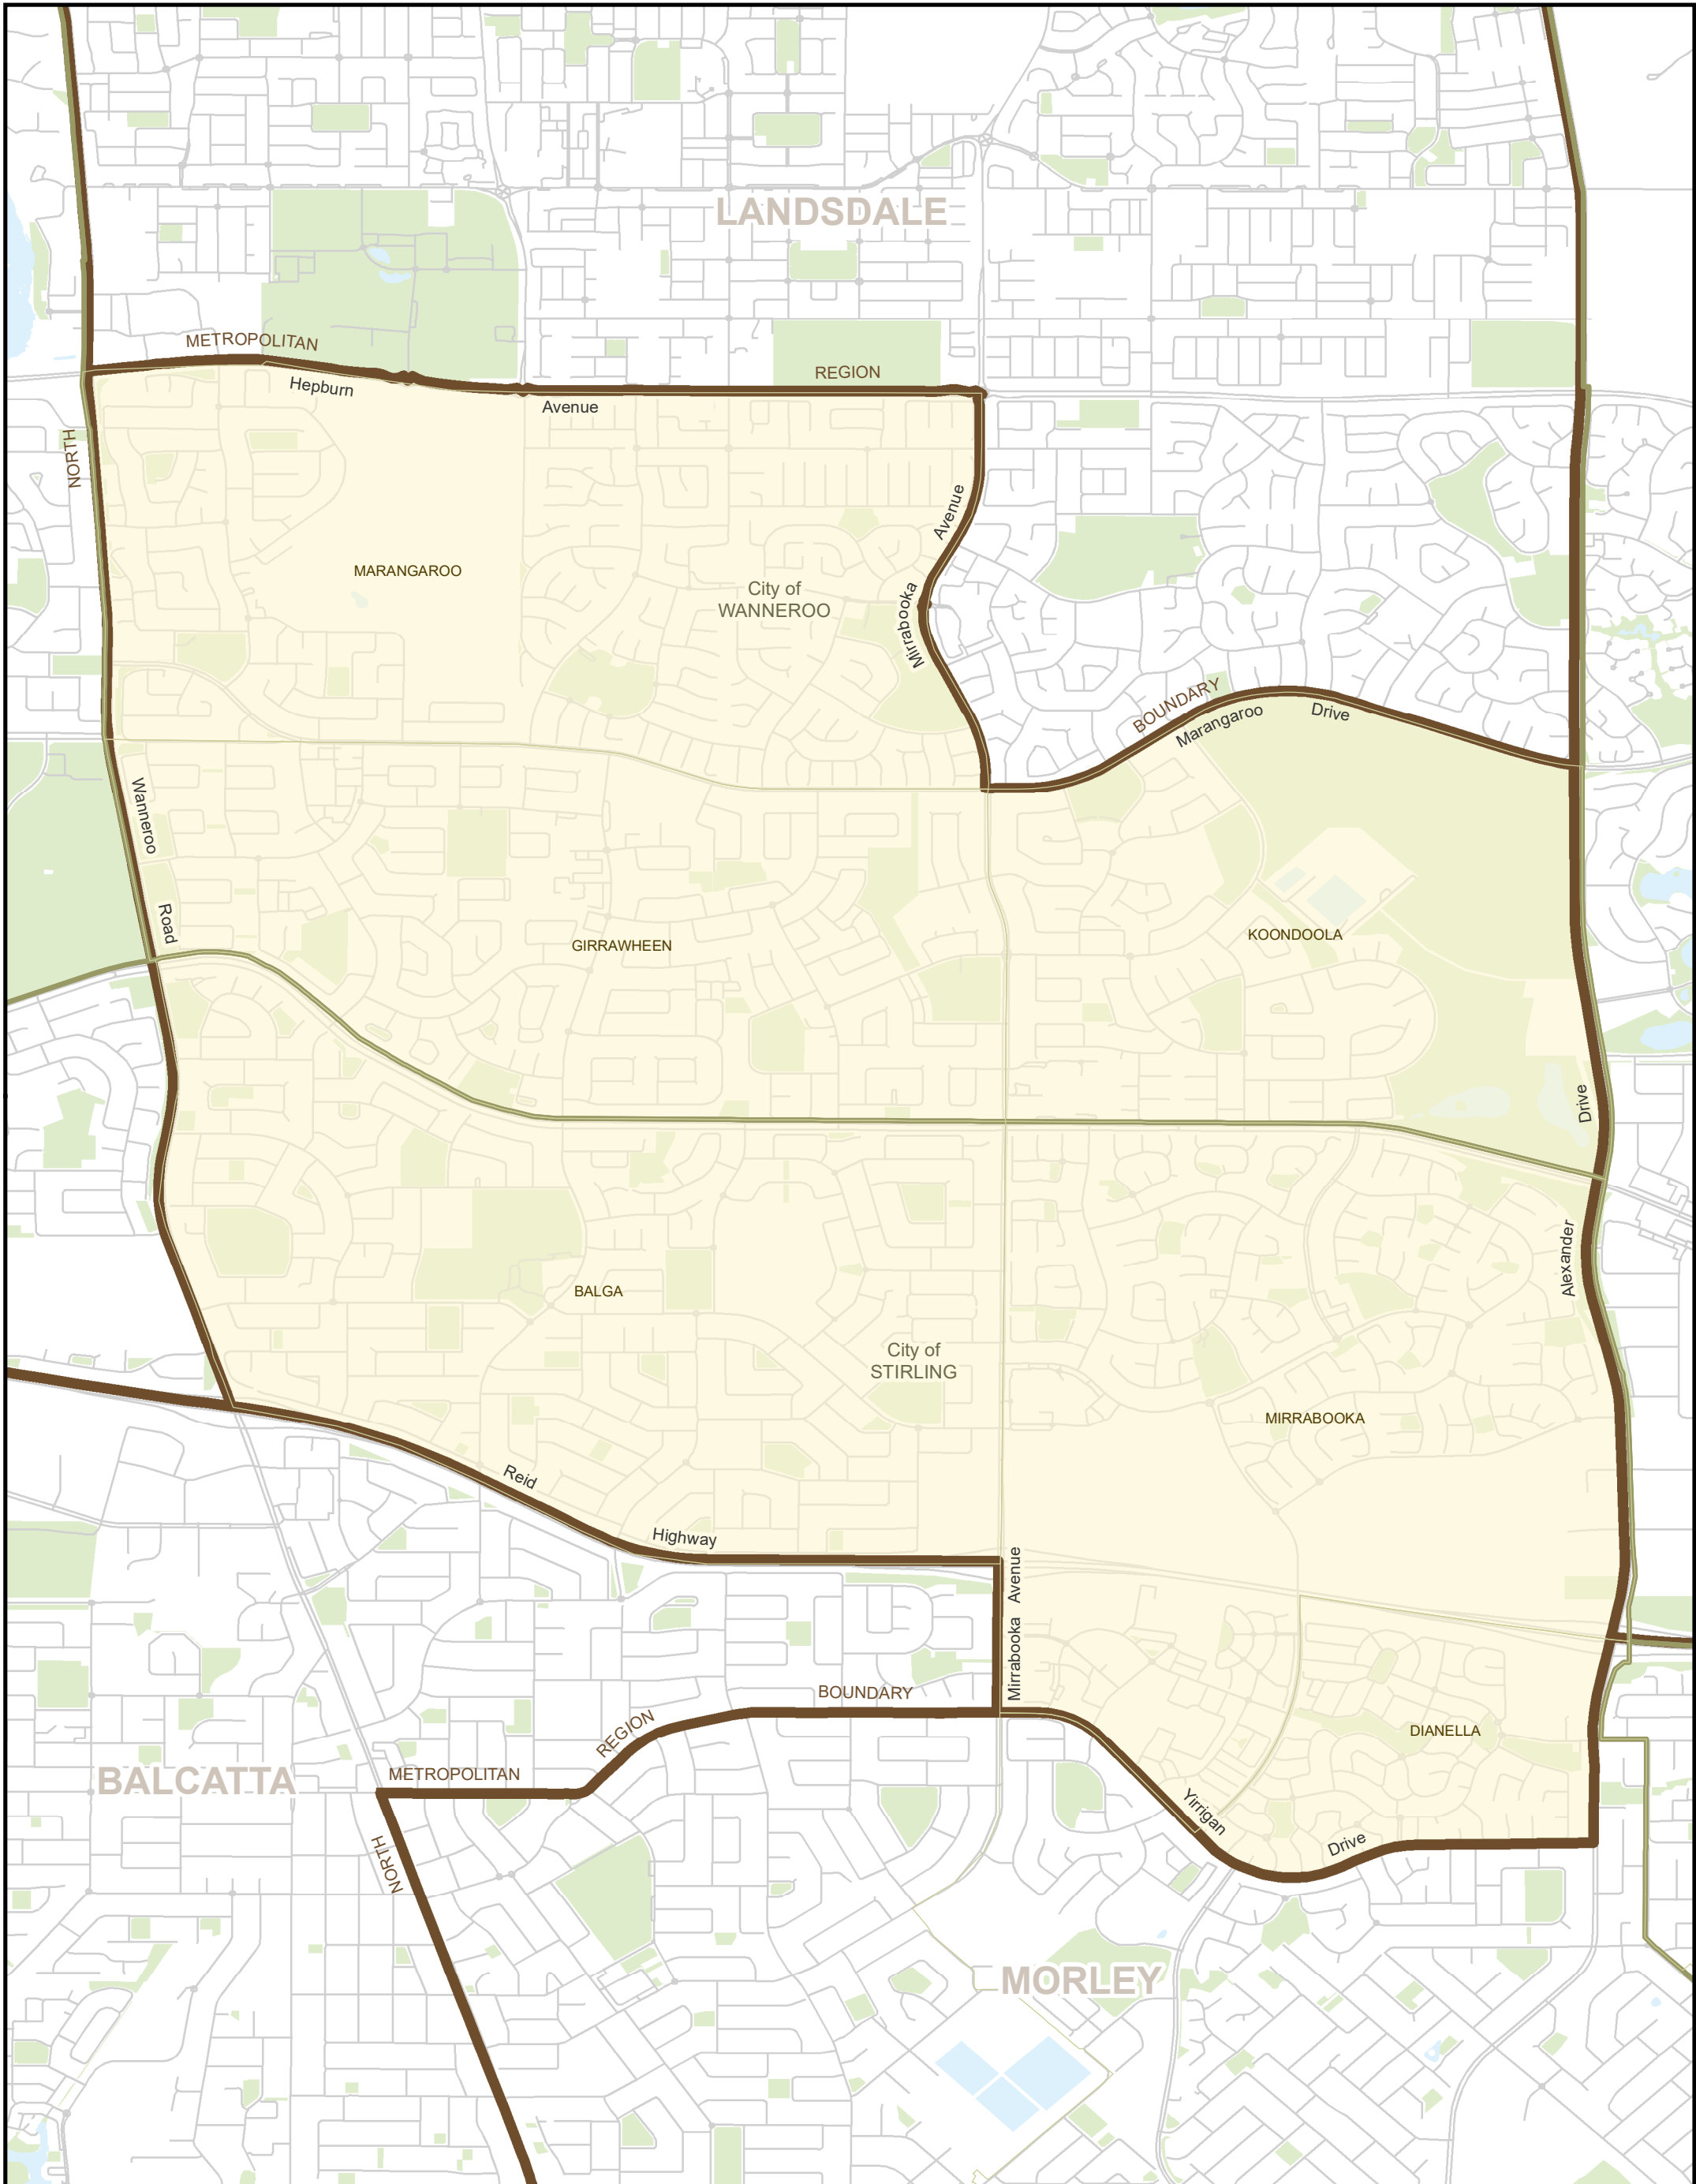 LANDSDALE
METROPOLITAN
REGION
Hepburn
Avenue
NORTH
Avenue
MARANGAROO
City of
WANNEROO
Mirrabooka
BOUNDARY
Marangaroo
Drive
Wanneroo
Road
GIRRAWHEEN
KOONDOOLA
Drive
Alexander
BALGA
City of
STIRLING
MIRRABOOKA
Reid
Highway
Mirrabooka Avenue
BOUNDARY
REGION
METROPOLITAN
DIANELLA
BALCATTA
Yirrigan
Drive
NORTH
MORLEY